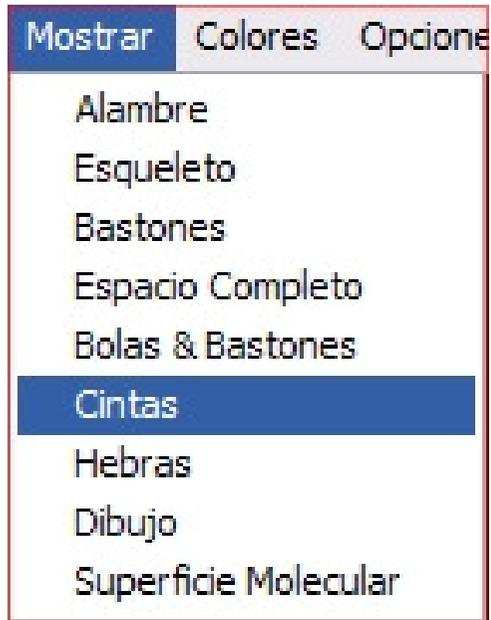 Mostrar Colores Opcione
Alambre
Esqueleto
Bastones
Espacio Completo
Bolas & Bastones
Cintas
Hebras
Dibujo
Superficie Molecular